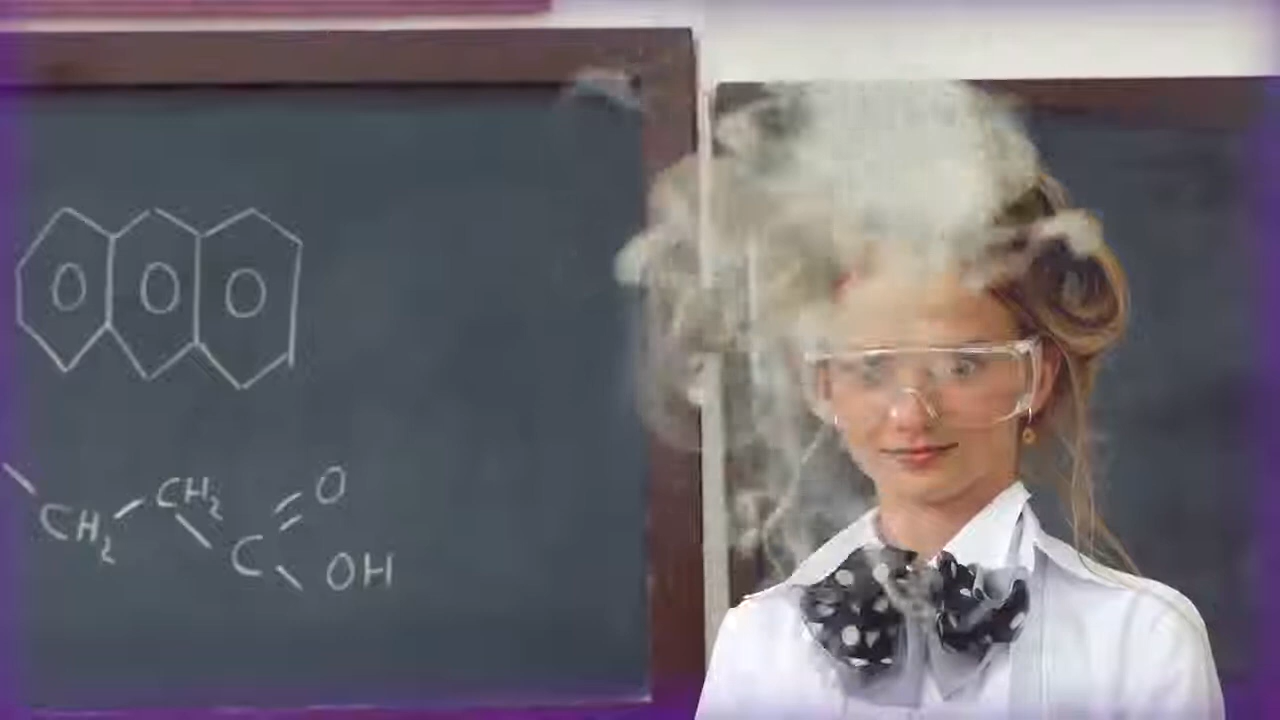 O O O
CH₂ CH₂ C O
OH